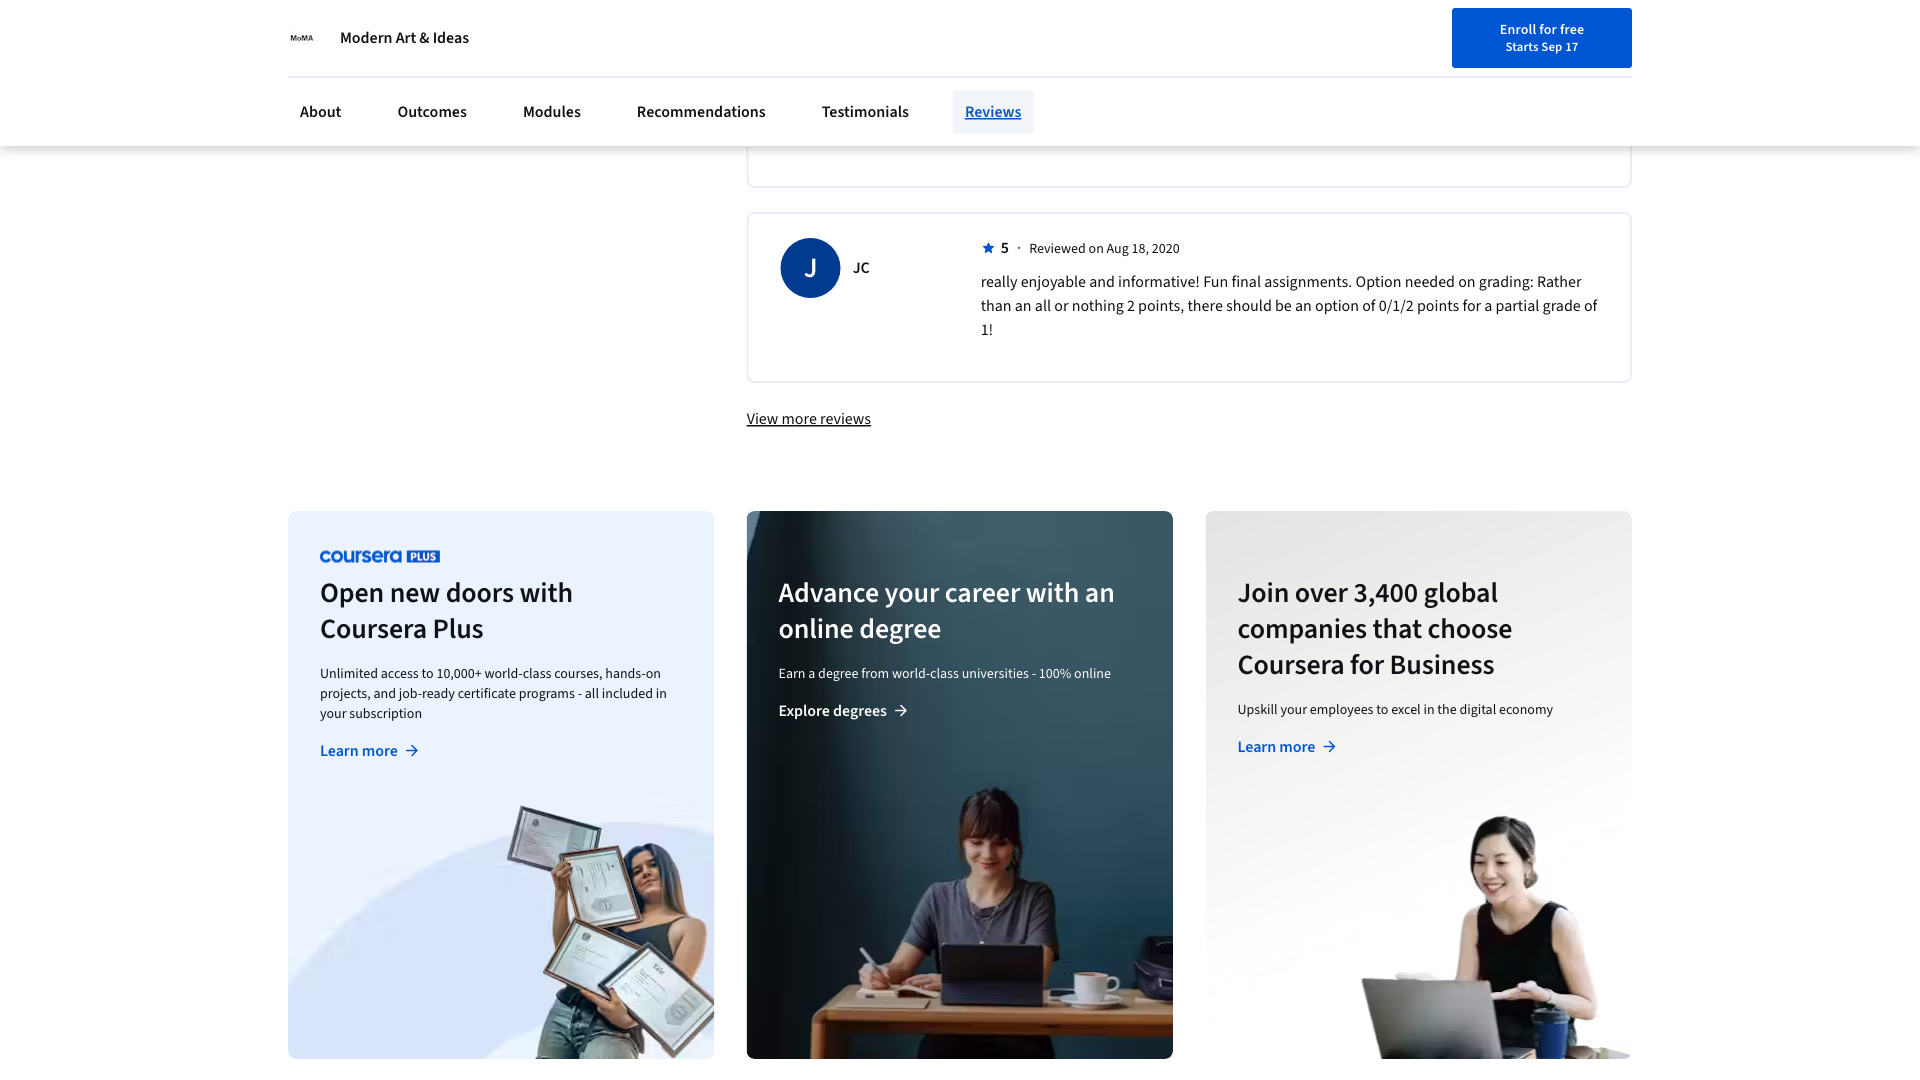 MoMA
Modern Art & Ideas
Enroll for free
Starts Sep 17
About
Outcomes
Modules
Recommendations
Testimonials
Reviews
J
JC
5 · Reviewed on Aug 18, 2020
really enjoyable and informative! Fun final assignments. Option needed on grading: Rather
than an all or nothing 2 points, there should be an option of 0/1/2 points for a partial grade of
1!
View more reviews
coursera PLUS
Open new doors with
Coursera Plus
Unlimited access to 10,000+ world-class courses, hands-on
projects, and job-ready certificate programs - all included in
your subscription
Learn more
Advance your career with an
online degree
Earn a degree from world-class universities - 100% online
Explore degrees
Join over 3,400 global
companies that choose
Coursera for Business
Upskill your employees to excel in the digital economy
Learn more
Yale